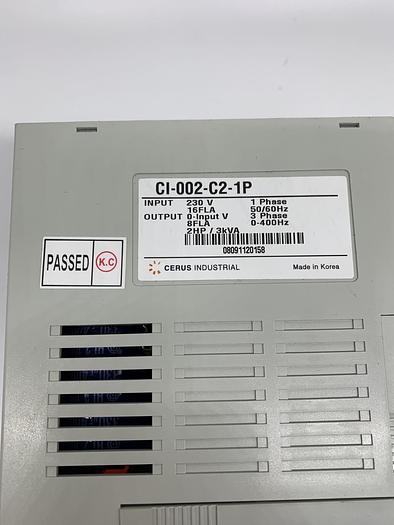 CI-002-C2-1P
INPUT 230 V 1 Phase
16FLA 50/60Hz
OUTPUT 0-Input V 3 Phase
8FLA 0-400Hz
2HP / 3kVA
08091120158
CERUS INDUSTRIAL Made in Korea
PASSED K.C